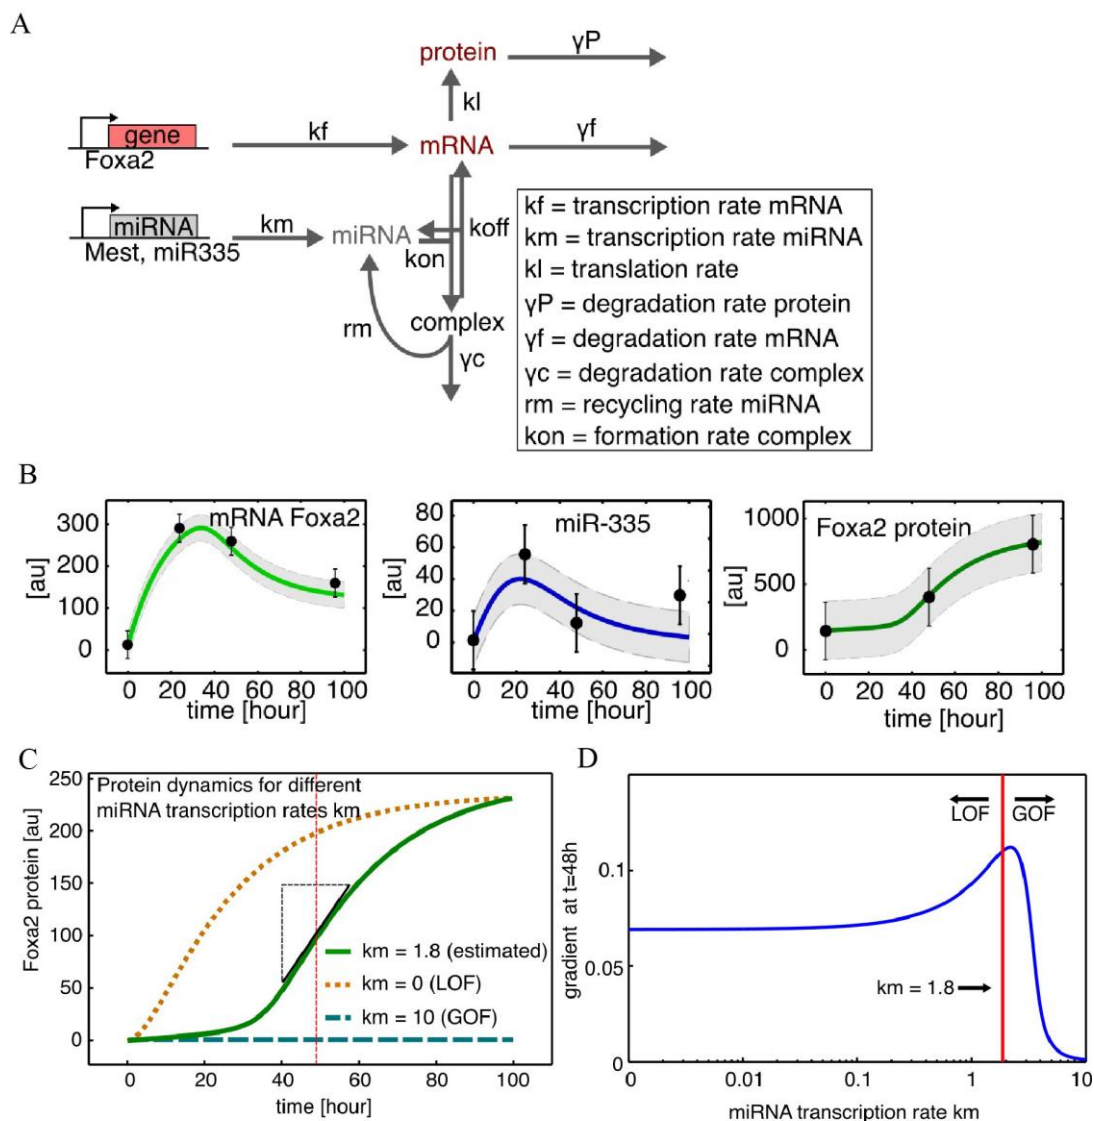 A
protein
γP
kl
gene
Foxa2
kf
mRNA
γf
miRNA
Mest, miR335
km
miRNA
kon
koff
rm
complex
γc
kf = transcription rate mRNA
km = transcription rate miRNA
kl = translation rate
γP = degradation rate protein
γf = degradation rate mRNA
γc = degradation rate complex
rm = recycling rate miRNA
kon = formation rate complex
B
mRNA Foxa2
[au]
300
200
100
0
0 20 40 60 80 100
time [hour]
miR-335
[au]
80
60
40
20
0
0 20 40 60 80 100
time [hour]
Foxa2 protein
[au]
1000
500
0
0 20 40 60 80 100
time [hour]
C
Protein dynamics for different
miRNA transcription rates km
Foxa2 protein [au]
250
200
150
100
50
0
km = 1.8 (estimated)
km = 0 (LOF)
km = 10 (GOF)
0 20 40 60 80 100
time [hour]
D
gradient at t=48h
0.1
0.05
0
LOF GOF
km = 1.8
0 0.01 0.1 1 10
miRNA transcription rate km